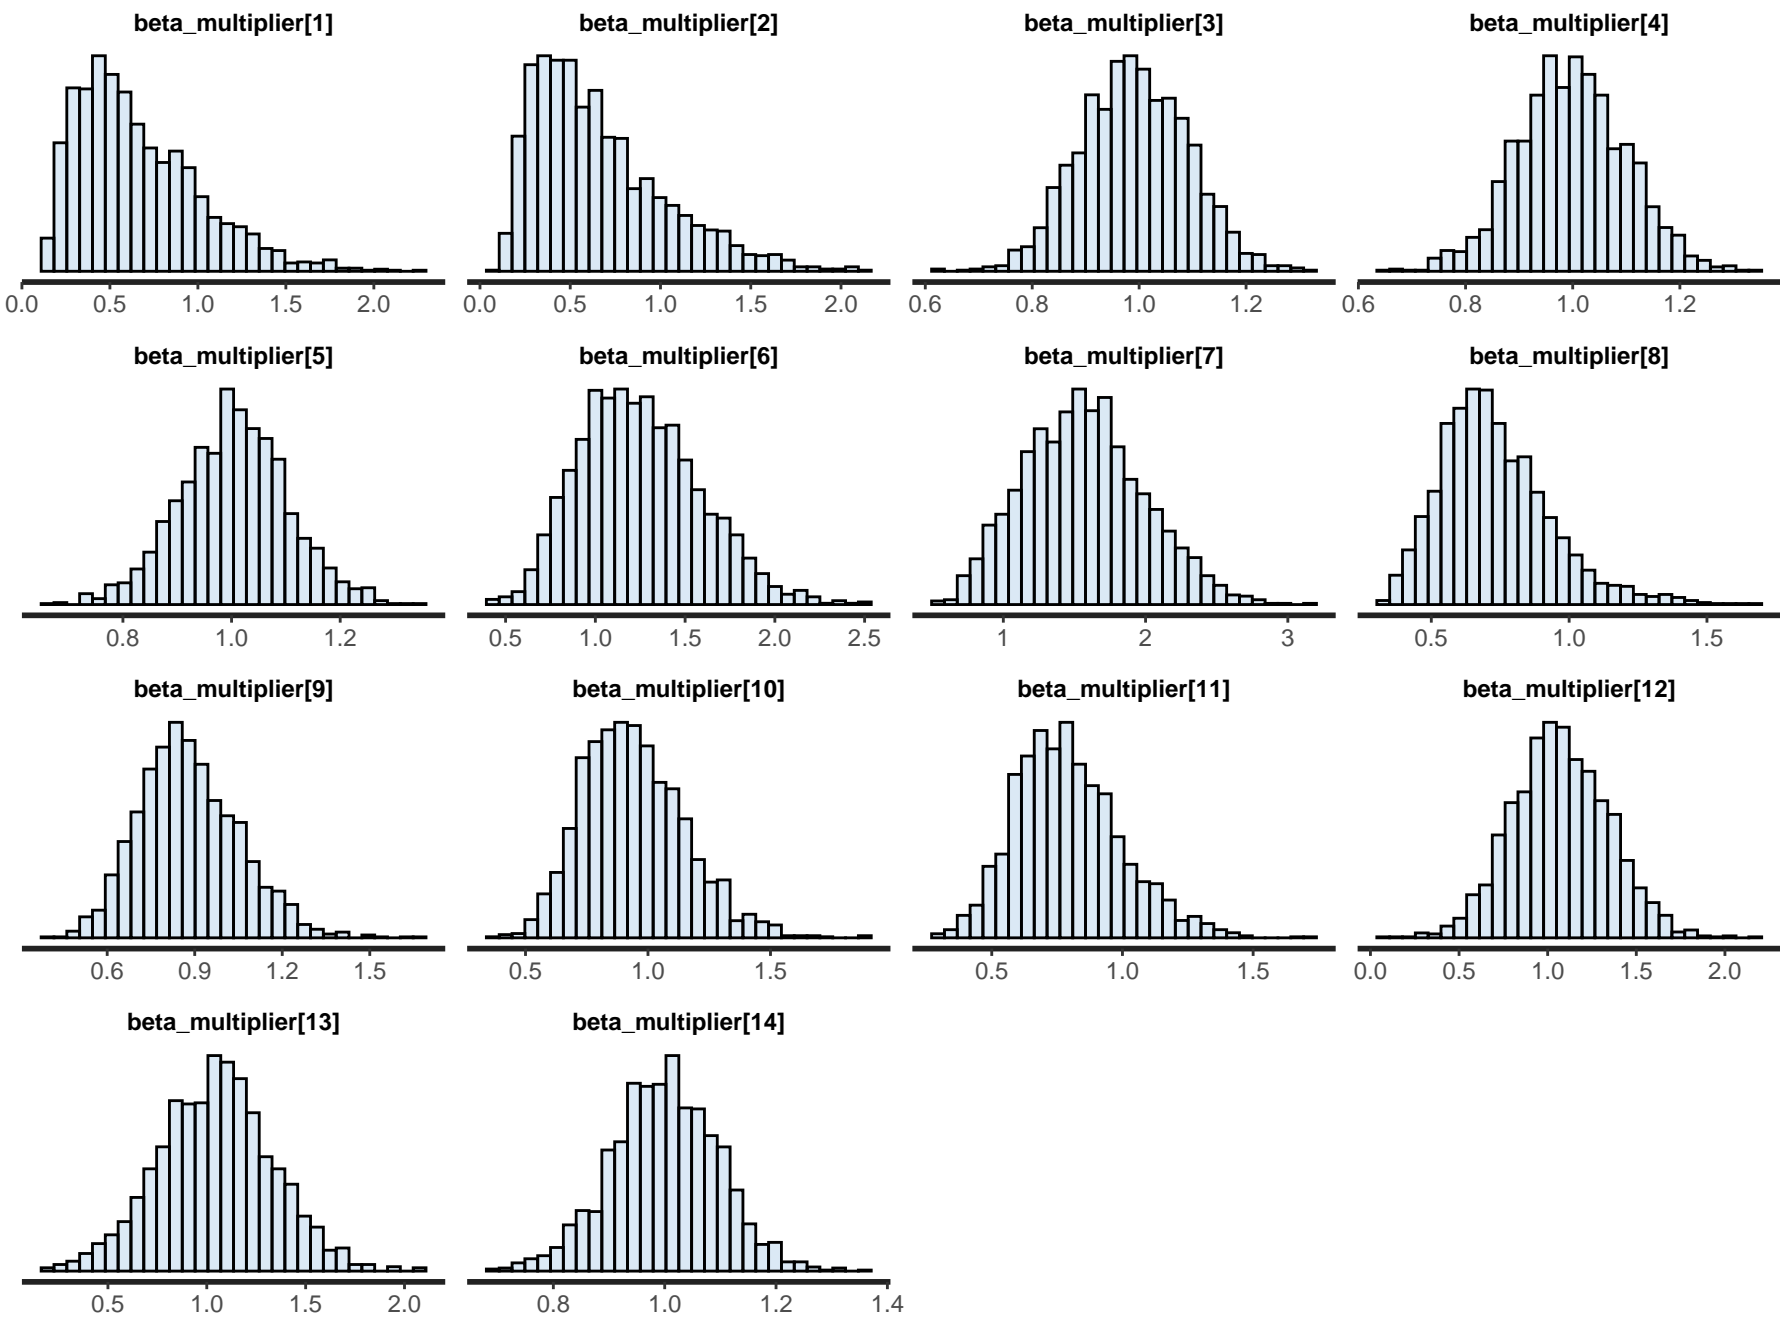 beta_multiplier[1] beta_multiplier[2] beta_multiplier[3] beta_multiplier[4]
0.0 0.5 1.0 1.5 2.0 0.0 0.5 1.0 1.5 2.0 0.6 0.8 1.0 1.2 0.6 0.8 1.0 1.2
beta_multiplier[5] beta_multiplier[6] beta_multiplier[7] beta_multiplier[8]
0.8 1.0 1.2 0.5 1.0 1.5 2.0 2.5 1 2 3 0.5 1.0 1.5
beta_multiplier[9] beta_multiplier[10] beta_multiplier[11] beta_multiplier[12]
0.6 0.9 1.2 1.5 0.5 1.0 1.5 0.5 1.0 1.5 0.0 0.5 1.0 1.5 2.0
beta_multiplier[13] beta_multiplier[14]
0.5 1.0 1.5 2.0 0.8 1.0 1.2 1.4